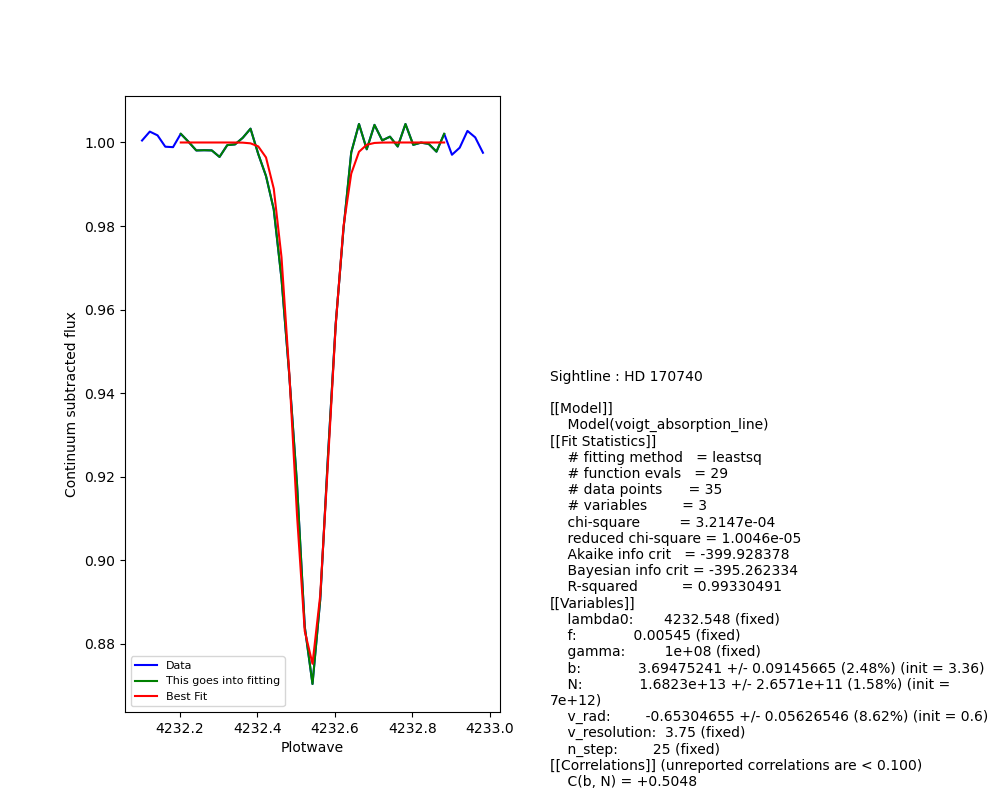 1.00
0.98
0.96
0.94
0.92
0.90
0.88
Continuum subtracted flux
Data
This goes into fitting
Best Fit
4232.2 4232.4 4232.6 4232.8 4233.0
Plotwave
Sightline : HD 170740
[[Model]]
Model(voigt_absorption_line)
[[Fit Statistics]]
# fitting method = leastsq
# function evals = 29
# data points = 35
# variables = 3
chi-square = 3.2147e-04
reduced chi-square = 1.0046e-05
Akaike info crit = -399.928378
Bayesian info crit = -395.262334
R-squared = 0.99330491
[[Variables]]
lambda0: 4232.548 (fixed)
f: 0.00545 (fixed)
gamma: 1e+08 (fixed)
b: 3.69475241 +/- 0.09145665 (2.48%) (init = 3.36)
N: 1.6823e+13 +/- 2.6571e+11 (1.58%) (init =
7e+12)
v_rad: -0.65304655 +/- 0.05626546 (8.62%) (init = 0.6)
v_resolution: 3.75 (fixed)
n_step: 25 (fixed)
[[Correlations]] (unreported correlations are < 0.100)
C(b, N) = +0.5048